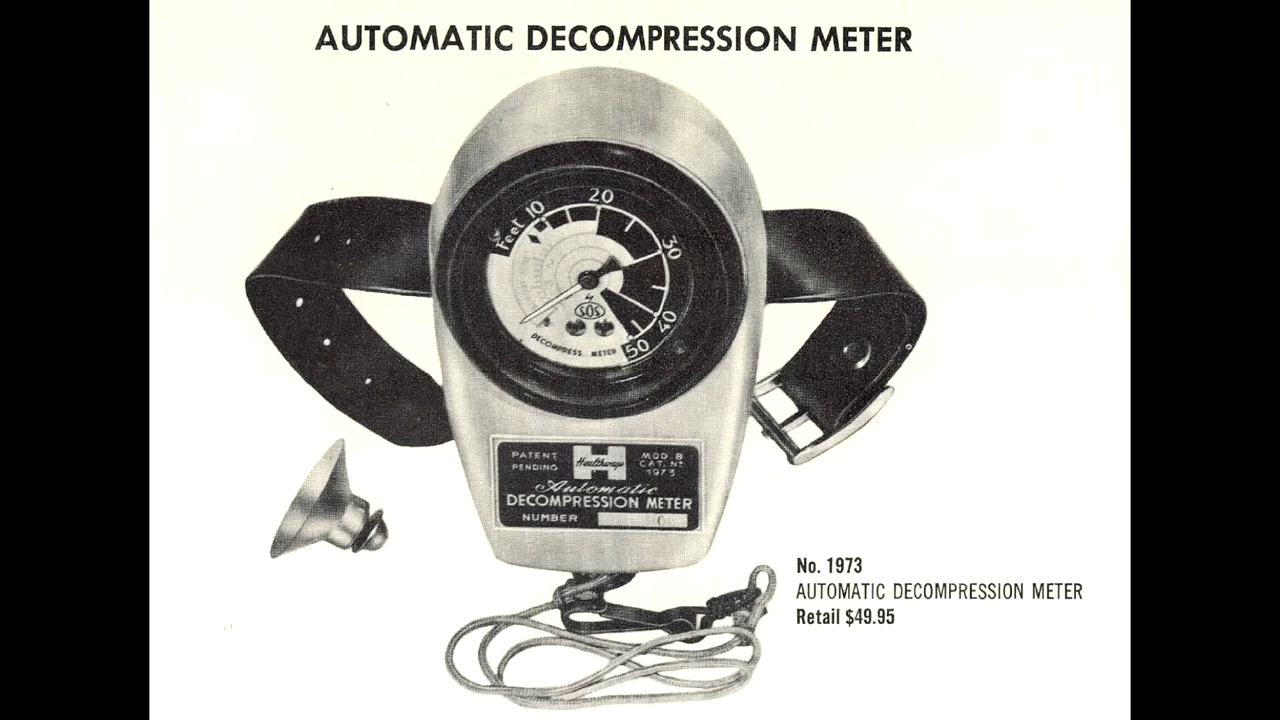 AUTOMATIC DECOMPRESSION METER
Feet 10 20 30 40 50
SOS
DECOMPRESS. METER
PATENT
PENDING
Healthways
MOD. B
CAT. Nº
1973
Automatic
DECOMPRESSION METER
NUMBER
No. 1973
AUTOMATIC DECOMPRESSION METER
Retail $49.95